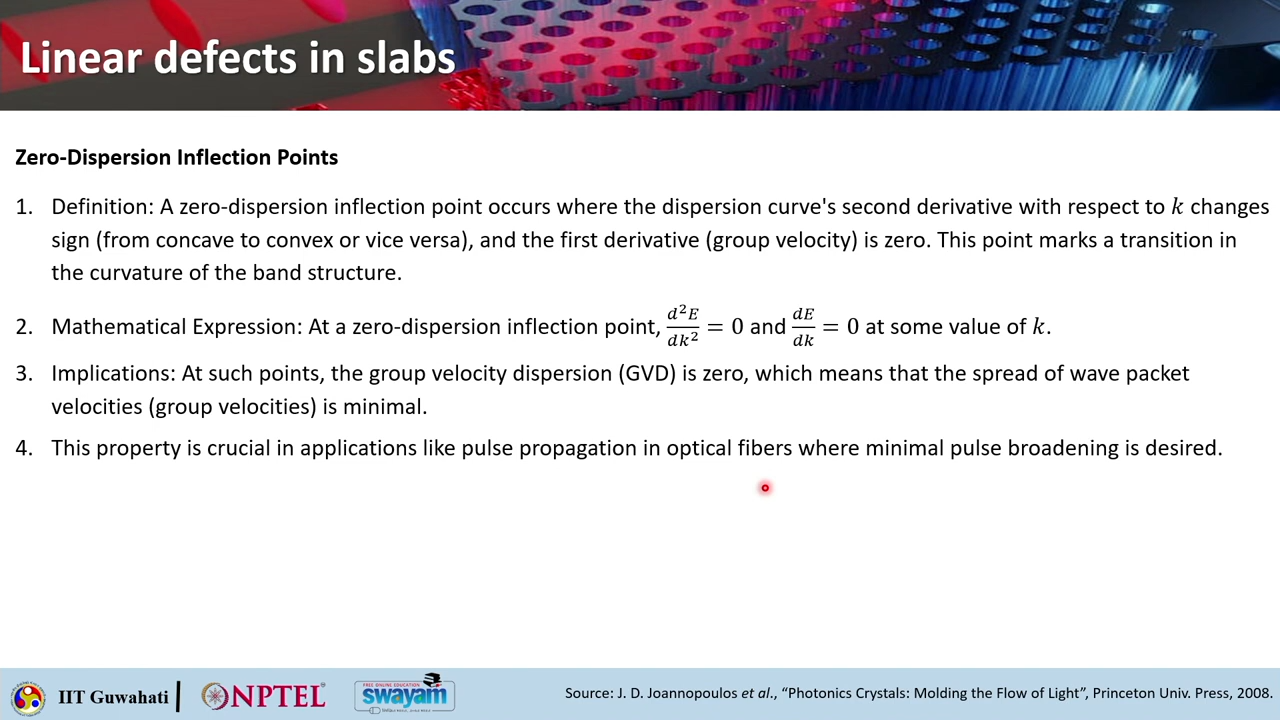 Linear defects in slabs
Zero-Dispersion Inflection Points
1. Definition: A zero-dispersion inflection point occurs where the dispersion curve's second derivative with respect to k changes
sign (from concave to convex or vice versa), and the first derivative (group velocity) is zero. This point marks a transition in
the curvature of the band structure.
2. Mathematical Expression: At a zero-dispersion inflection point, d²E/dk² = 0 and dE/dk = 0 at some value of k.
3. Implications: At such points, the group velocity dispersion (GVD) is zero, which means that the spread of wave packet
velocities (group velocities) is minimal.
4. This property is crucial in applications like pulse propagation in optical fibers where minimal pulse broadening is desired.
IIT Guwahati
NPTEL
FREE ONLINE EDUCATION
swayam
Source: J. D. Joannopoulos et al., “Photonics Crystals: Molding the Flow of Light”, Princeton Univ. Press, 2008.